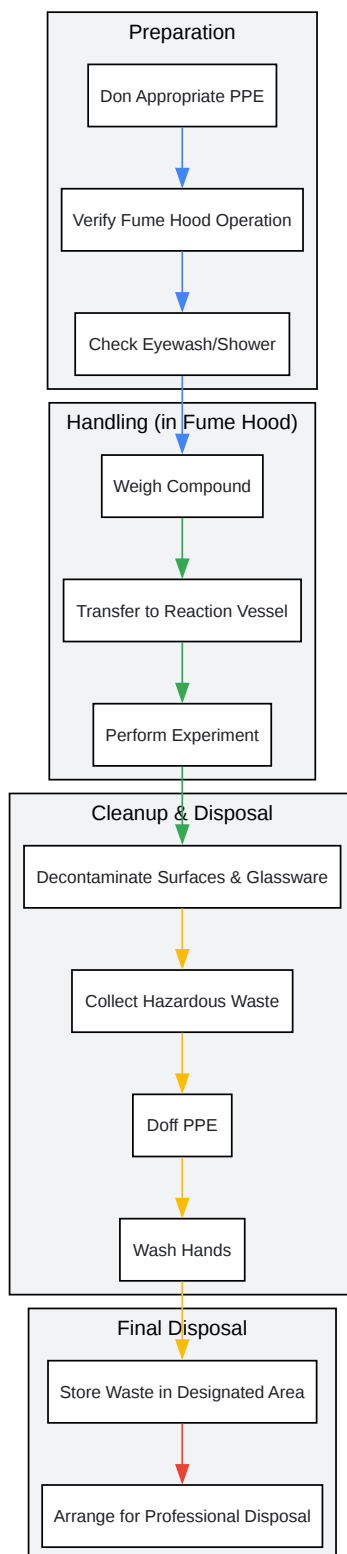 Preparation
Don Appropriate PPE
Verify Fume Hood Operation
Check Eyewash/Shower
Handling (in Fume Hood)
Weigh Compound
Transfer to Reaction Vessel
Perform Experiment
Cleanup & Disposal
Decontaminate Surfaces & Glassware
Collect Hazardous Waste
Doff PPE
Wash Hands
Final Disposal
Store Waste in Designated Area
Arrange for Professional Disposal